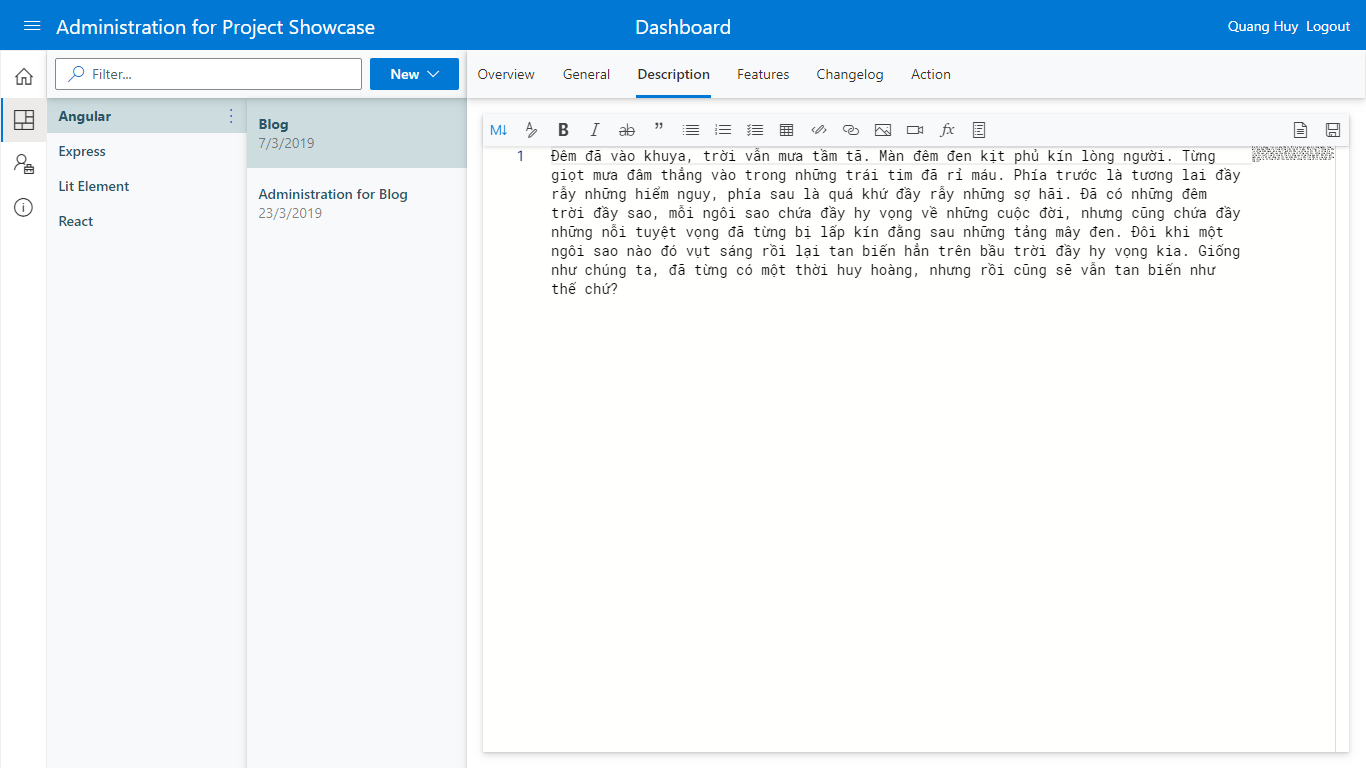 Administration for Project Showcase
Dashboard
Quang Huy Logout
Filter...
New
Overview
General
Description
Features
Changelog
Action
Angular
Express
Lit Element
React
Blog
7/3/2019
Administration for Blog
23/3/2019
M↓ B I ab ” fx
1
Đêm đã vào khuya, trời vẫn mưa tầm tã. Màn đêm đen kịt phủ kín lòng người. Từng
giọt mưa đâm thẳng vào trong những trái tim đã rỉ máu. Phía trước là tương lai đầy
rẫy những hiểm nguy, phía sau là quá khứ đầy rẫy những sợ hãi. Đã có những đêm
trời đầy sao, mỗi ngôi sao chứa đầy hy vọng về những cuộc đời, nhưng cũng chứa đầy
những nỗi tuyệt vọng đã từng bị lấp kín đằng sau những tảng mây đen. Đôi khi một
ngôi sao nào đó vụt sáng rồi lại tan biến hẳn trên bầu trời đầy hy vọng kia. Giống
như chúng ta, đã từng có một thời huy hoàng, nhưng rồi cũng sẽ vẫn tan biến như
thế chứ?